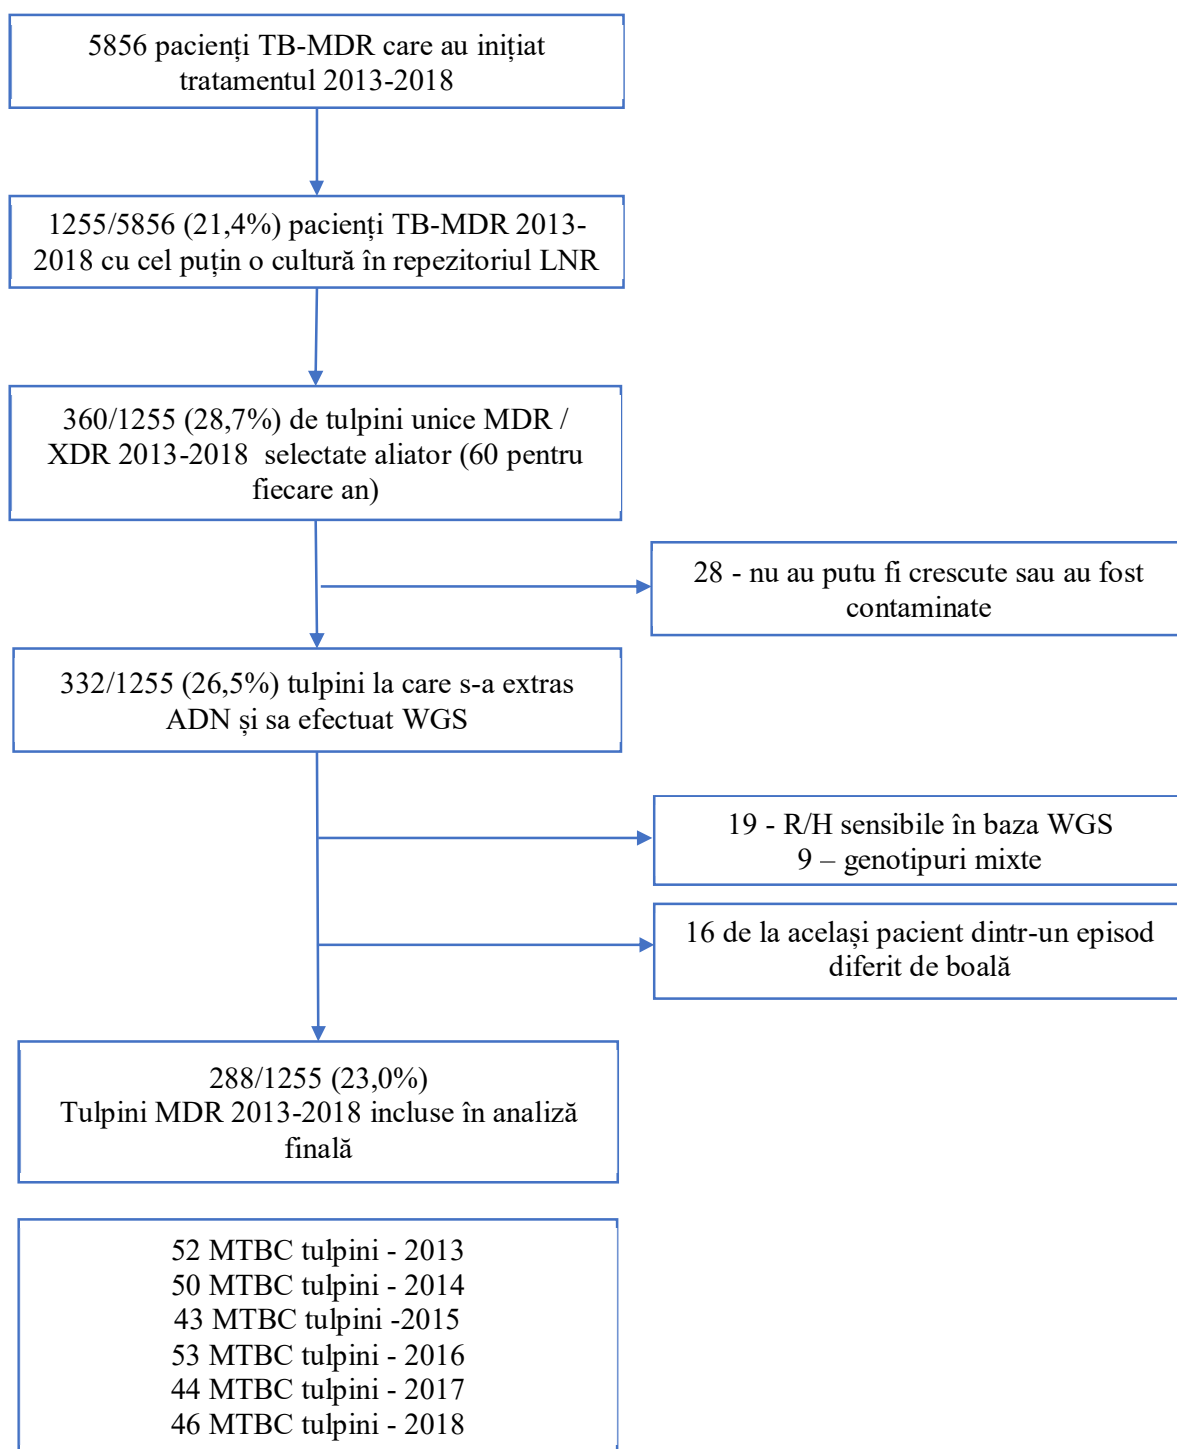 5856 pacienți TB-MDR care au inițiat
tratamentul 2013-2018
1255/5856 (21,4%) pacienți TB-MDR 2013-
2018 cu cel puțin o cultură în repezitoriul LNR
360/1255 (28,7%) de tulpini unice MDR /
XDR 2013-2018 selectate aliator (60 pentru
fiecare an)
28 - nu au putu fi crescute sau au fost
contaminate
332/1255 (26,5%) tulpini la care s-a extras
ADN și sa efectuat WGS
19 - R/H sensibile în baza WGS
9 – genotipuri mixte
16 de la același pacient dintr-un episod
diferit de boală
288/1255 (23,0%)
Tulpini MDR 2013-2018 incluse în analiză
finală
52 MTBC tulpini - 2013
50 MTBC tulpini - 2014
43 MTBC tulpini -2015
53 MTBC tulpini - 2016
44 MTBC tulpini - 2017
46 MTBC tulpini - 2018